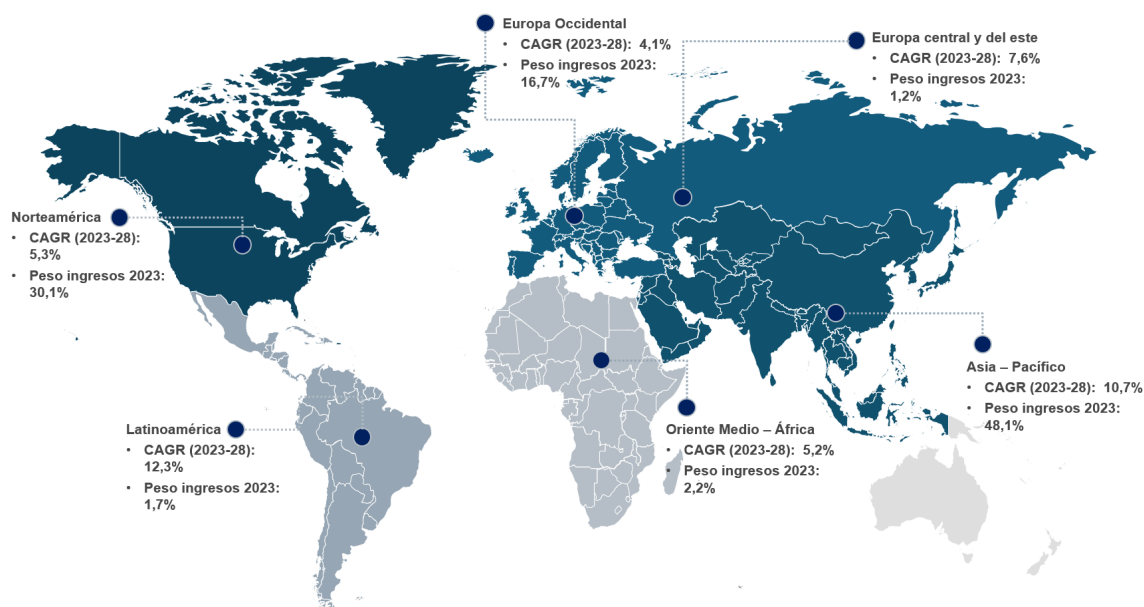 Europa Occidental
• CAGR (2023-28): 4,1%
• Peso ingresos 2023:
16,7%
Europa central y del este
• CAGR (2023-28): 7,6%
• Peso ingresos 2023:
1,2%
Norteamérica
• CAGR (2023-28):
5,3%
• Peso ingresos 2023:
30,1%
Asia – Pacífico
• CAGR (2023-28): 10,7%
• Peso ingresos 2023:
48,1%
Latinoamérica
• CAGR (2023-28):
12,3%
• Peso ingresos 2023:
1,7%
Oriente Medio – África
• CAGR (2023-28): 5,2%
• Peso ingresos 2023:
2,2%